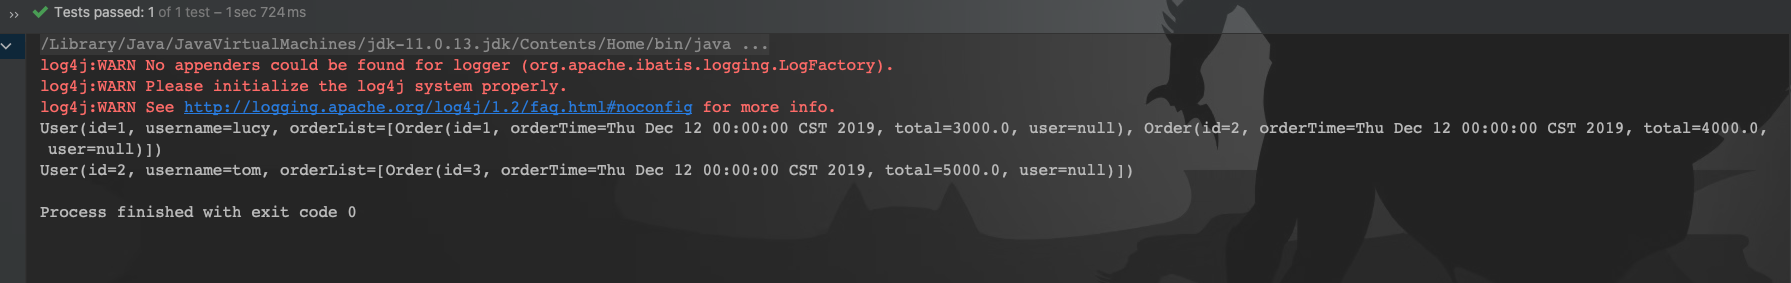 Tests passed: 1 of 1 test – 1 sec 724 ms
/Library/Java/JavaVirtualMachines/jdk-11.0.13.jdk/Contents/Home/bin/java ...
log4j:WARN No appenders could be found for logger (org.apache.ibatis.logging.LogFactory).
log4j:WARN Please initialize the log4j system properly.
log4j:WARN See http://logging.apache.org/log4j/1.2/faq.html#noconfig for more info.
User(id=1, username=lucy, orderList=[Order(id=1, orderTime=Thu Dec 12 00:00:00 CST 2019, total=3000.0, user=null), Order(id=2, orderTime=Thu Dec 12 00:00:00 CST 2019, total=4000.0,
user=null)])
User(id=2, username=tom, orderList=[Order(id=3, orderTime=Thu Dec 12 00:00:00 CST 2019, total=5000.0, user=null)])
Process finished with exit code 0